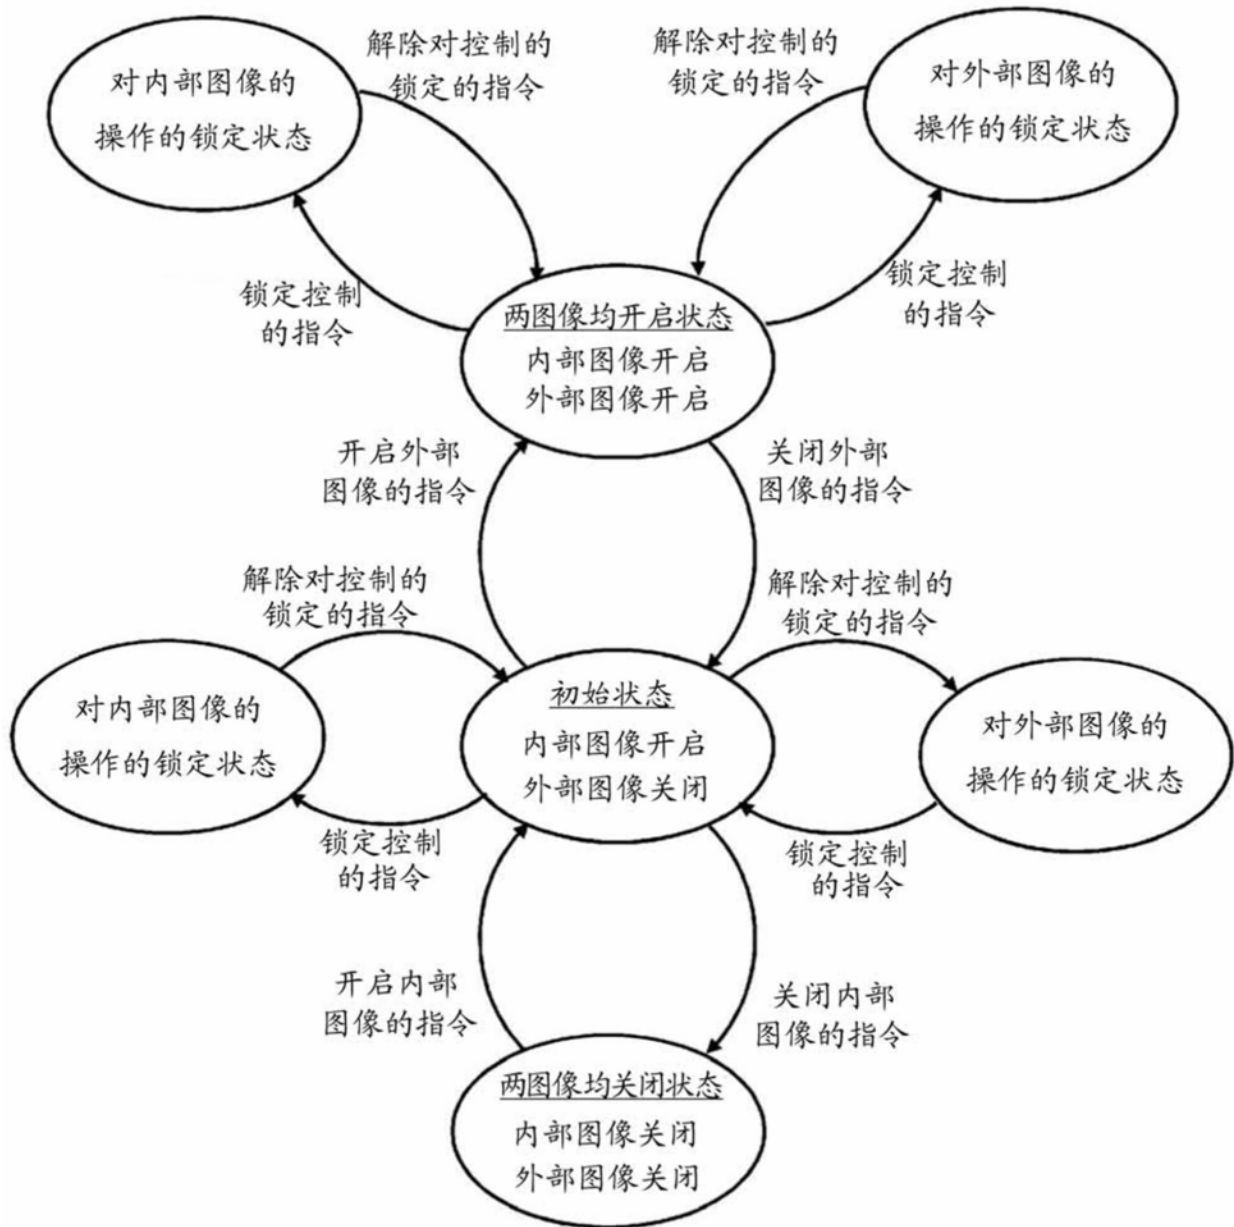 对内部图像的
操作的锁定状态
解除对控制的
锁定的指令
解除对控制的
锁定的指令
对外部图像的
操作的锁定状态
锁定控制
的指令
锁定控制
的指令
两图像均开启状态
内部图像开启
外部图像开启
开启外部
图像的指令
关闭外部
图像的指令
解除对控制的
锁定的指令
解除对控制的
锁定的指令
对内部图像的
操作的锁定状态
初始状态
内部图像开启
外部图像关闭
对外部图像的
操作的锁定状态
锁定控制
的指令
锁定控制
的指令
开启内部
图像的指令
关闭内部
图像的指令
两图像均关闭状态
内部图像关闭
外部图像关闭